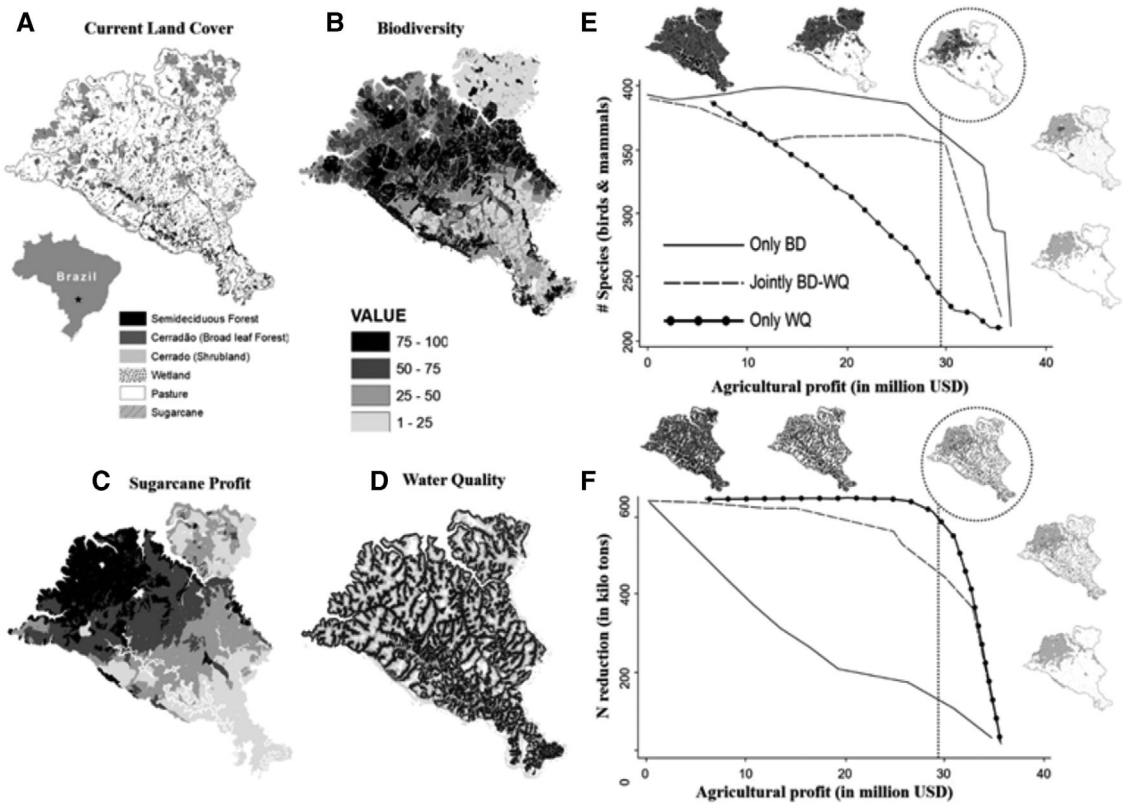 A
Current Land Cover
Brazil
Semideciduous Forest
Cerradão (Broad leaf Forest)
Cerrado (Shrubland)
Wetland
Pasture
Sugarcane
B
Biodiversity
VALUE
75 - 100
50 - 75
25 - 50
1 - 25
C
Sugarcane Profit
D
Water Quality
E
# Species (birds & mammals)
400
350
300
250
200
Only BD
Jointly BD-WQ
Only WQ
0 10 20 30 40
Agricultural profit (in million USD)
F
N reduction (in kilo tons)
600
400
200
0
0 10 20 30 40
Agricultural profit (in million USD)